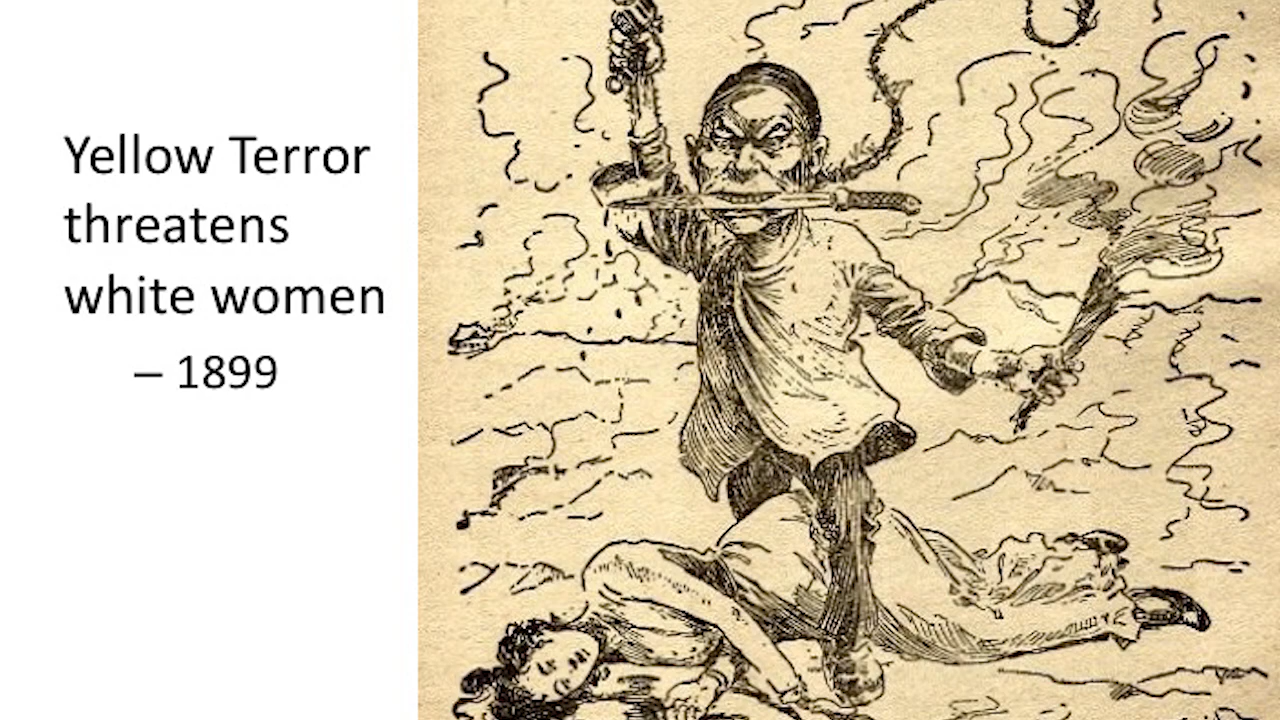 Yellow Terror
threatens
white women
– 1899